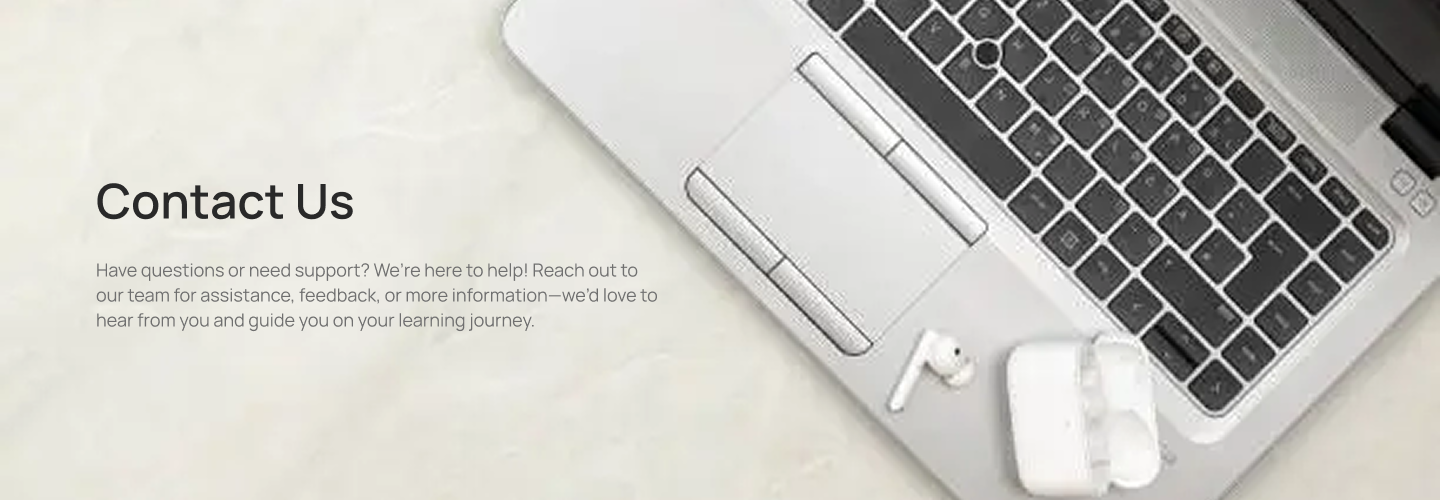 Contact Us
Have questions or need support? We're here to help! Reach out to
our team for assistance, feedback, or more information—we'd love to
hear from you and guide you on your learning journey.